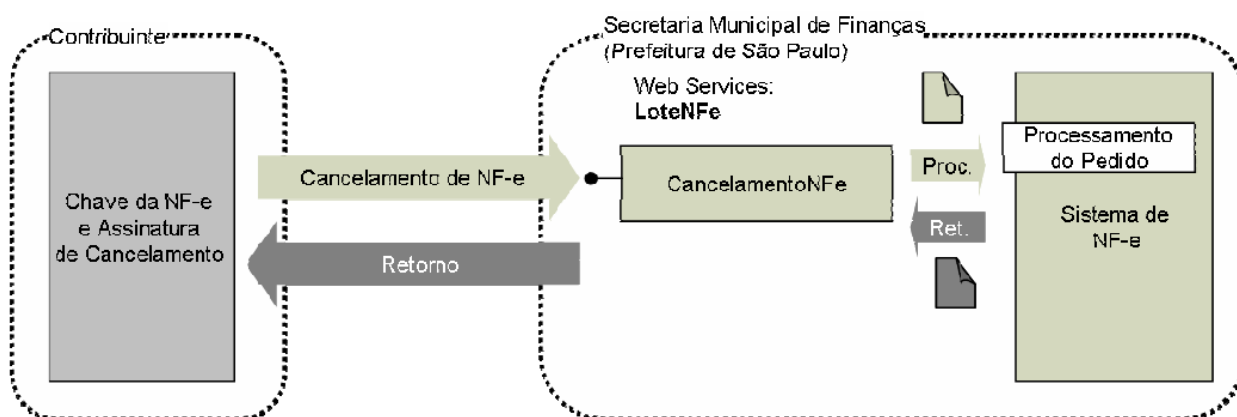 Contribuinte
Secretaria Municipal de Finanças
(Prefeitura de São Paulo)
Web Services:
LoteNFe
Chave da NF-e
e Assinatura
de Cancelamento
Cancelamento de NF-e
Retorno
CancelamentoNFe
Proc.
Ret.
Processamento
do Pedido
Sistema de
NF-e